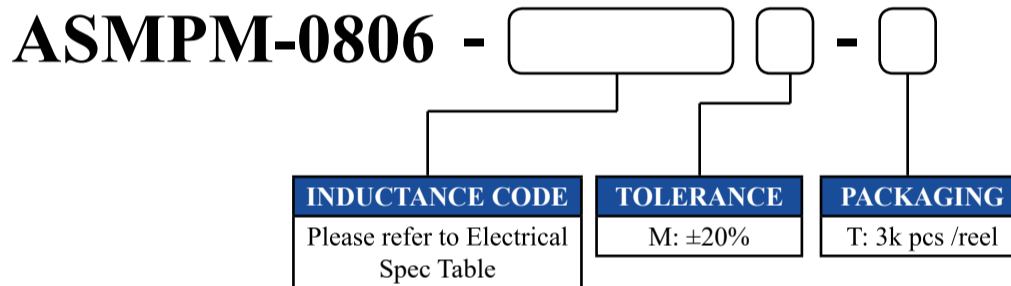 ASMPM-0806 - -
INDUCTANCE CODE
Please refer to Electrical
Spec Table
TOLERANCE
M: ±20%
PACKAGING
T: 3k pcs /reel